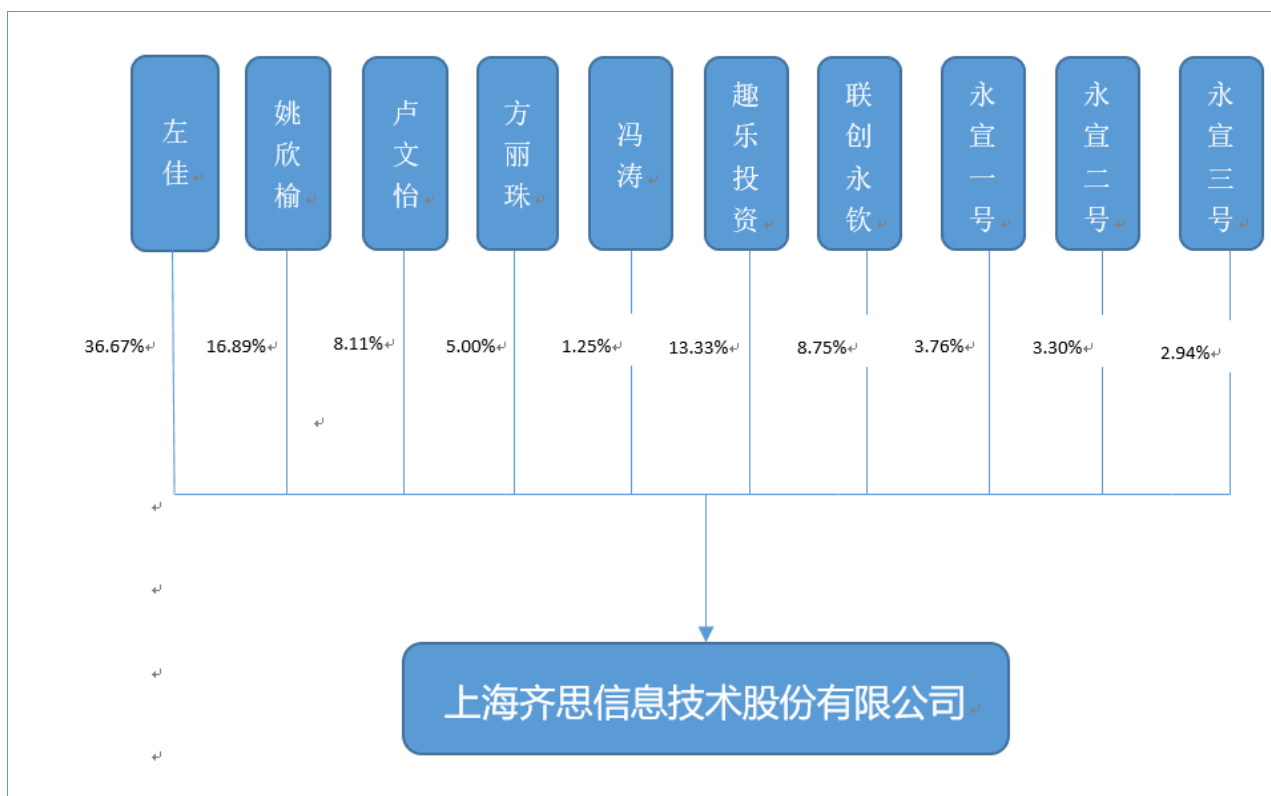 左佳
姚欣榆
卢文怡
方丽珠
冯涛
趣乐投资
联创永钦
永宣一号
永宣二号
永宣三号
36.67%
16.89%
8.11%
5.00%
1.25%
13.33%
8.75%
3.76%
3.30%
2.94%
上海齐思信息技术股份有限公司